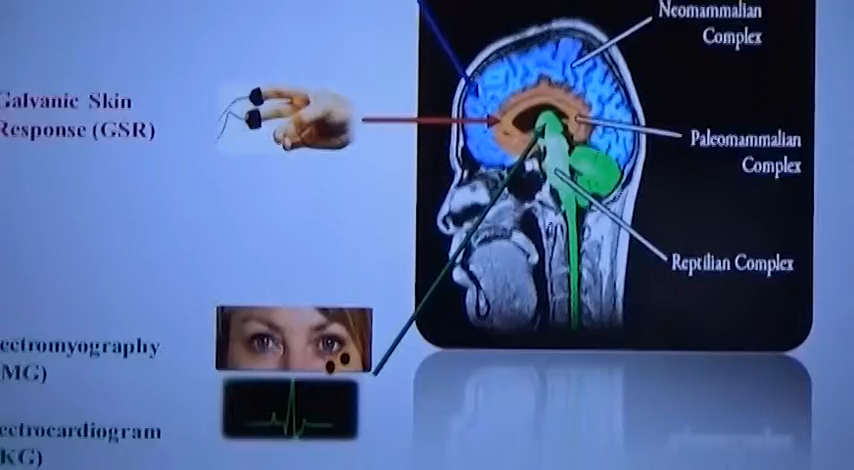 Neomammalian
Complex
Galvanic Skin
Response (GSR)
Paleomammalian
Complex
Reptilian Complex
ectromyography
MG)
ectrocardiogram
KG)